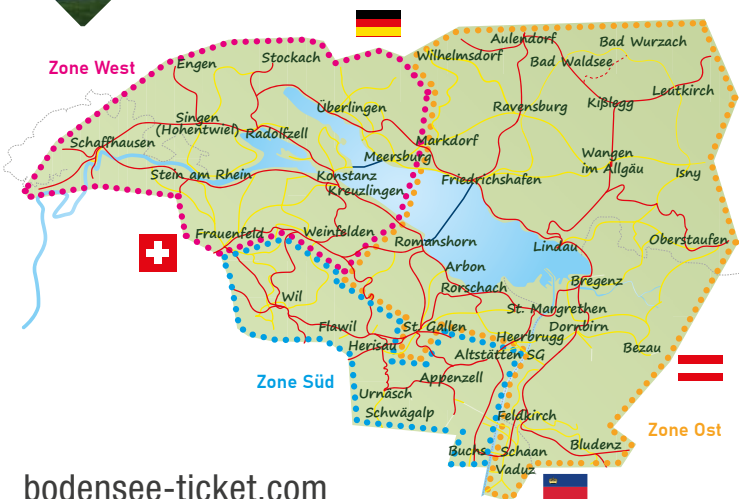 Zone West
Engen
Stockach
Wilhelmsdorf
Aulendorf
Bad Wurzach
Bad Waldsee
Leutkirch
Überlingen
Ravensburg
Kißlegg
Singen
(Hohentwiel)
Radolfzell
Schaffhausen
Markdorf
Meersburg
Wangen
im Allgäu
Isny
Stein am Rhein
Konstanz
Kreuzlingen
Friedrichshafen
Frauenfeld
Weinfelden
Romanshorn
Lindau
Oberstaufen
Arbon
Rorschach
Bregenz
Wil
St. Margrethen
Flawil
St. Gallen
Heerbrugg
Dornbirn
Herisau
Altstätten SG
Bezau
Zone Süd
Appenzell
Urnäsch
Schwägalp
Feldkirch
Zone Ost
Buchs
Schaan
Bludenz
Vaduz
bodensee-ticket.com